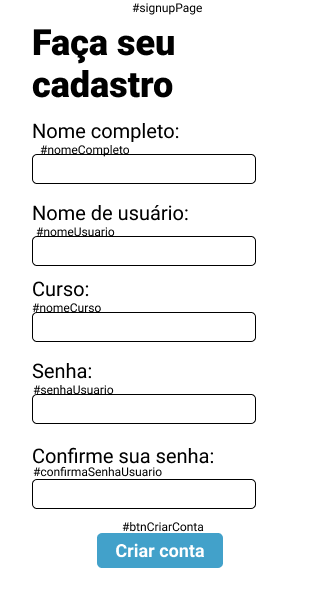 #signupPage
Faça seu
cadastro
Nome completo:
#nomeCompleto
Nome de usuário:
#nomeUsuario
Curso:
#nomeCurso
Senha:
#senhaUsuario
Confirme sua senha:
#confirmaSenhaUsuario
#btnCriarConta
Criar conta